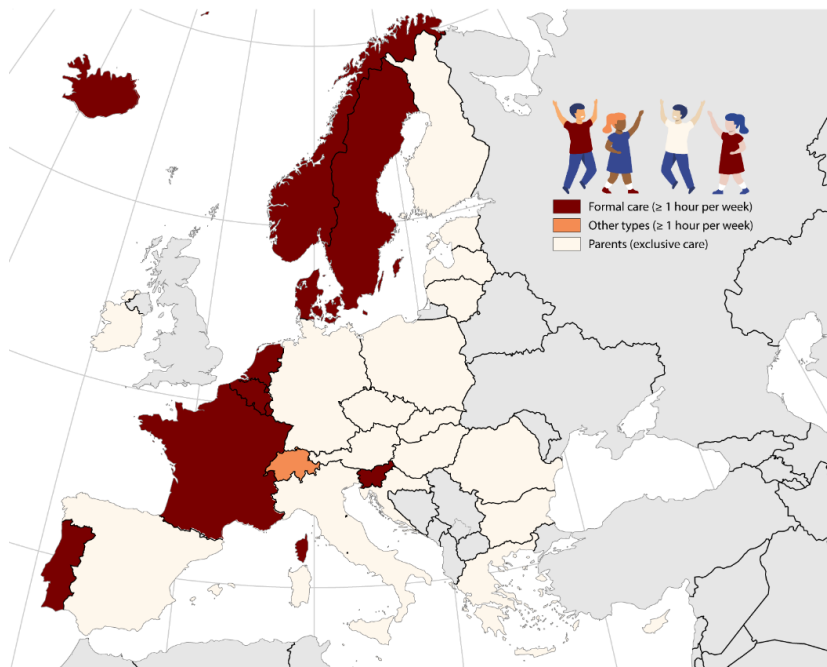 Formal care (≥ 1 hour per week)
Other types (≥ 1 hour per week)
Parents (exclusive care)